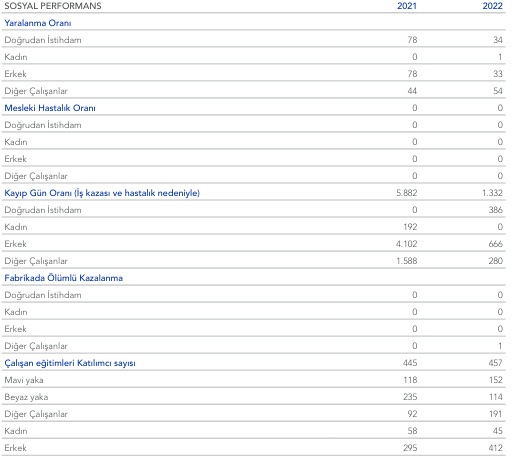 SOSYAL PERFORMANS 2021 2022
Yaralanma Oranı
Doğrudan İstihdam 78 34
Kadın 0 1
Erkek 78 33
Diğer Çalışanlar 44 54
Mesleki Hastalık Oranı 0 0
Doğrudan İstihdam 0 0
Kadın 0 0
Erkek 0 0
Diğer Çalışanlar 0 0
Kayıp Gün Oranı (İş kazası ve hastalık nedeniyle) 5.882 1.332
Doğrudan İstihdam 0 386
Kadın 192 0
Erkek 4.102 666
Diğer Çalışanlar 1.588 280
Fabrikada Ölümlü Kazalanma
Doğrudan İstihdam 0 0
Kadın 0 0
Erkek 0 0
Diğer Çalışanlar 0 1
Çalışan eğitimleri Katılımcı sayısı 445 457
Mavi yaka 118 152
Beyaz yaka 235 114
Diğer Çalışanlar 92 191
Kadın 58 45
Erkek 295 412